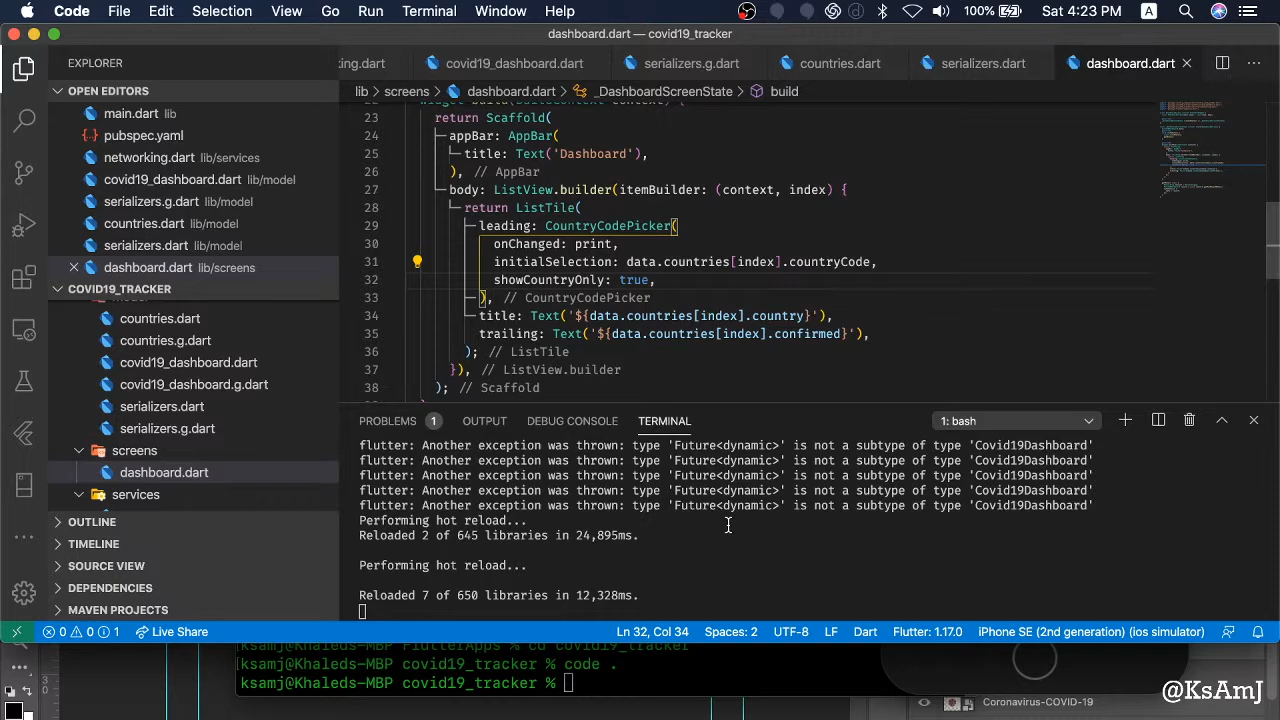 Code File Edit Selection View Go Run Terminal Window Help 100% Sat 4:23 PM A
dashboard.dart — covid19_tracker
EXPLORER
king.dart covid19_dashboard.dart serializers.g.dart countries.dart serializers.dart dashboard.dart
OPEN EDITORS
lib screens dashboard.dart _DashboardScreenState build
main.dart lib
pubspec.yaml
networking.dart lib/services
covid19_dashboard.dart lib/model
serializers.g.dart lib/model
countries.dart lib/model
serializers.dart lib/model
dashboard.dart lib/screens
COVID19_TRACKER
countries.dart
countries.g.dart
covid19_dashboard.dart
covid19_dashboard.g.dart
serializers.dart
serializers.g.dart
screens
dashboard.dart
services
OUTLINE
TIMELINE
SOURCE VIEW
DEPENDENCIES
MAVEN PROJECTS
23 return Scaffold(
24 appBar: AppBar(
25 title: Text('Dashboard'),
26 ), // AppBar
27 body: ListView.builder(itemBuilder: (context, index) {
28 return ListTile(
29 leading: CountryCodePicker(
30 onChanged: print,
31 initialSelection: data.countries[index].countryCode,
32 showCountryOnly: true,
33 ), // CountryCodePicker
34 title: Text('${data.countries[index].country}'),
35 trailing: Text('${data.countries[index].confirmed}'),
36 ); // ListTile
37 }), // ListView.builder
38 ); // Scaffold
PROBLEMS 1 OUTPUT DEBUG CONSOLE TERMINAL 1: bash
flutter: Another exception was thrown: type 'Future<dynamic>' is not a subtype of type 'Covid19Dashboard'
flutter: Another exception was thrown: type 'Future<dynamic>' is not a subtype of type 'Covid19Dashboard'
flutter: Another exception was thrown: type 'Future<dynamic>' is not a subtype of type 'Covid19Dashboard'
flutter: Another exception was thrown: type 'Future<dynamic>' is not a subtype of type 'Covid19Dashboard'
flutter: Another exception was thrown: type 'Future<dynamic>' is not a subtype of type 'Covid19Dashboard'
Performing hot reload...
Reloaded 2 of 645 libraries in 24,895ms.
Performing hot reload...
Reloaded 7 of 650 libraries in 12,328ms.
0 0 1 Live Share Ln 32, Col 34 Spaces: 2 UTF-8 LF Dart Flutter: 1.17.0 iPhone SE (2nd generation) (ios simulator)
ksamj@Khaleds-MBP FlutterApps % cd covid19_tracker
ksamj@Khaleds-MBP covid19_tracker % code .
ksamj@Khaleds-MBP covid19_tracker %
@KsAmJ
Coronavirus-COVID-19